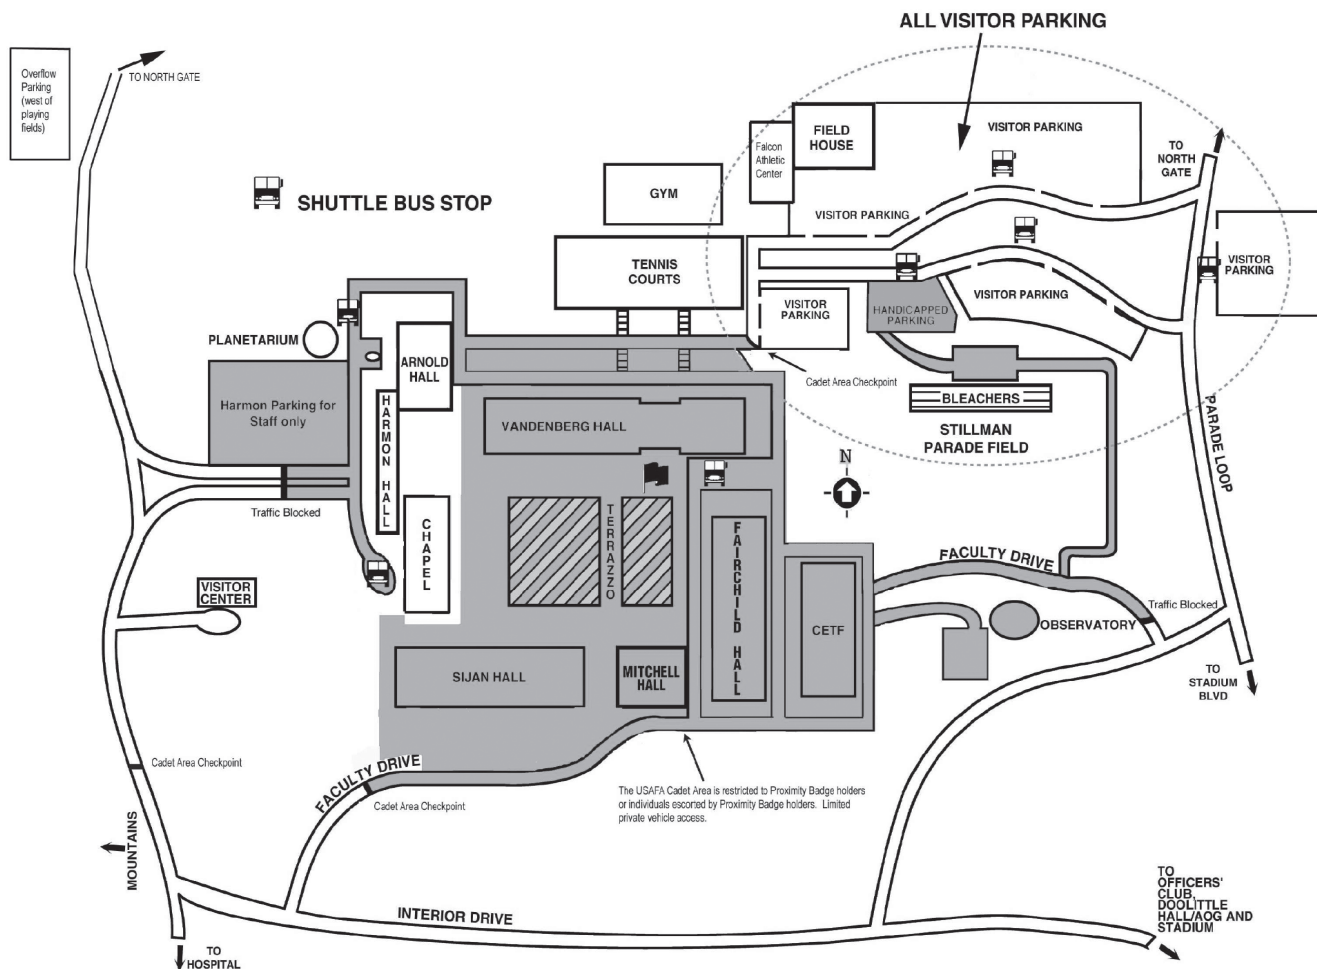 ALL VISITOR PARKING
Overflow
Parking
(west of
playing
fields)
TO NORTH GATE
SHUTTLE BUS STOP
GYM
Falcon
Athletic
Center
FIELD
HOUSE
VISITOR PARKING
TO
NORTH
GATE
VISITOR PARKING
TENNIS
COURTS
VISITOR
PARKING
VISITOR PARKING
VISITOR
PARKING
HANDICAPPED
PARKING
PLANETARIUM
ARNOLD
HALL
Cadet Area Checkpoint
BLEACHERS
STILLMAN
PARADE FIELD
PARADE LOOP
Harmon Parking for
Staff only
HARMON HALL
VANDENBERG HALL
N
Traffic Blocked
CHAPEL
TERRAZZO
FAIRCHILD HALL
FACULTY DRIVE
VISITOR
CENTER
Traffic Blocked
OBSERVATORY
CETF
SIJAN HALL
MITCHELL
HALL
TO
STADIUM
BLVD
Cadet Area Checkpoint
FACULTY DRIVE
Cadet Area Checkpoint
The USAFA Cadet Area is restricted to Proximity Badge holders
or individuals escorted by Proximity Badge holders. Limited
private vehicle access.
MOUNTAINS
INTERIOR DRIVE
TO
OFFICERS'
CLUB,
DOOLITTLE
HALL/AOG AND
STADIUM
TO
HOSPITAL